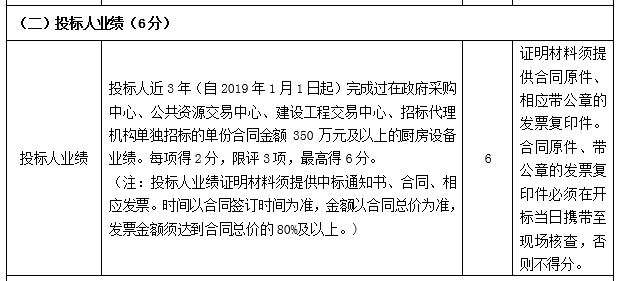 （二）投标人业绩（6分）
投标人业绩
投标人近3年（自2019年1月1日起）完成过在政府采购
中心、公共资源交易中心、建设工程交易中心、招标代理
机构单独招标的单份合同金额 350 万元及以上的厨房设备
业绩。每项得2分，限评3项，最高得6分。
（注：投标人业绩证明材料须提供中标通知书、合同、相
应发票。时间以合同签订时间为准，金额以合同总价为准，
发票金额须达到合同总价的80%及以上。）
6
证明材料须提
供合同原件、
相应带公章的
发票复印件。
合同原件、带
公章的发票复
印件必须在开
标当日携带至
现场核查，否
则不得分。